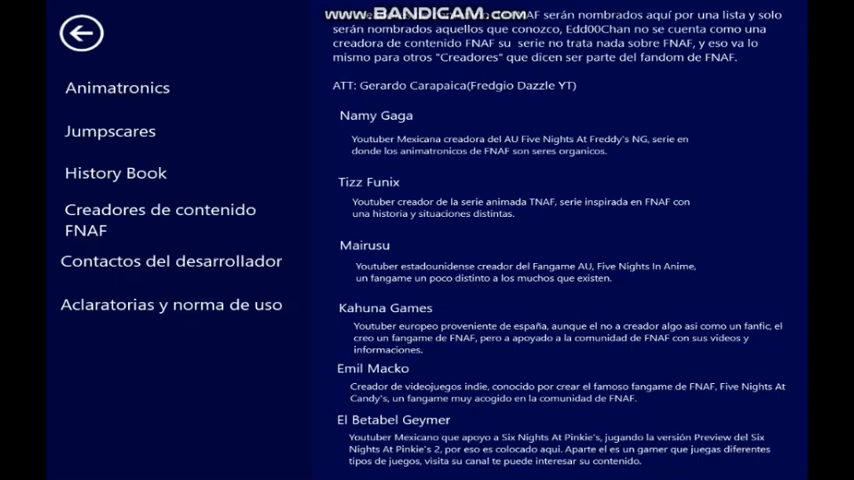 www.BANDICAM.com
FNAF serán nombrados aquí por una lista y solo
serán nombrados aquellos que conozco, Edd00Chan no se cuenta como una
creadora de contenido FNAF su serie no trata nada sobre FNAF, y eso va lo
mismo para otros "Creadores" que dicen ser parte del fandom de FNAF.
ATT: Gerardo Carapaica(Fredgio Dazzle YT)
Animatronics
Jumpscares
History Book
Creadores de contenido
FNAF
Contactos del desarrollador
Aclaratorias y norma de uso
Namy Gaga
Youtuber Mexicana creadora del AU Five Nights At Freddy's NG, serie en
donde los animatronicos de FNAF son seres organicos.
Tizz Funix
Youtuber creador de la serie animada TNAF, serie inspirada en FNAF con
una historia y situaciones distintas.
Mairusu
Youtuber estadounidense creador del Fangame AU, Five Nights In Anime,
un fangame un poco distinto a los muchos que existen.
Kahuna Games
Youtuber europeo proveniente de españa, aunque el no a creador algo asi como un fanfic, el
creo un fangame de FNAF, pero a apoyado a la comunidad de FNAF con sus videos y
informaciones.
Emil Macko
Creador de videojuegos indie, conocido por crear el famoso fangame de FNAF, Five Nights At
Candy's, un fangame muy acogido en la comunidad de FNAF.
El Betabel Geymer
Youtuber Mexicano que apoyo a Six Nights At Pinkie's, jugando la versión Preview del Six
Nights At Pinkie's 2, por eso es colocado aquí. Aparte el es un gamer que juegas diferentes
tipos de juegos, visita su canal te puede interesar su contenido.